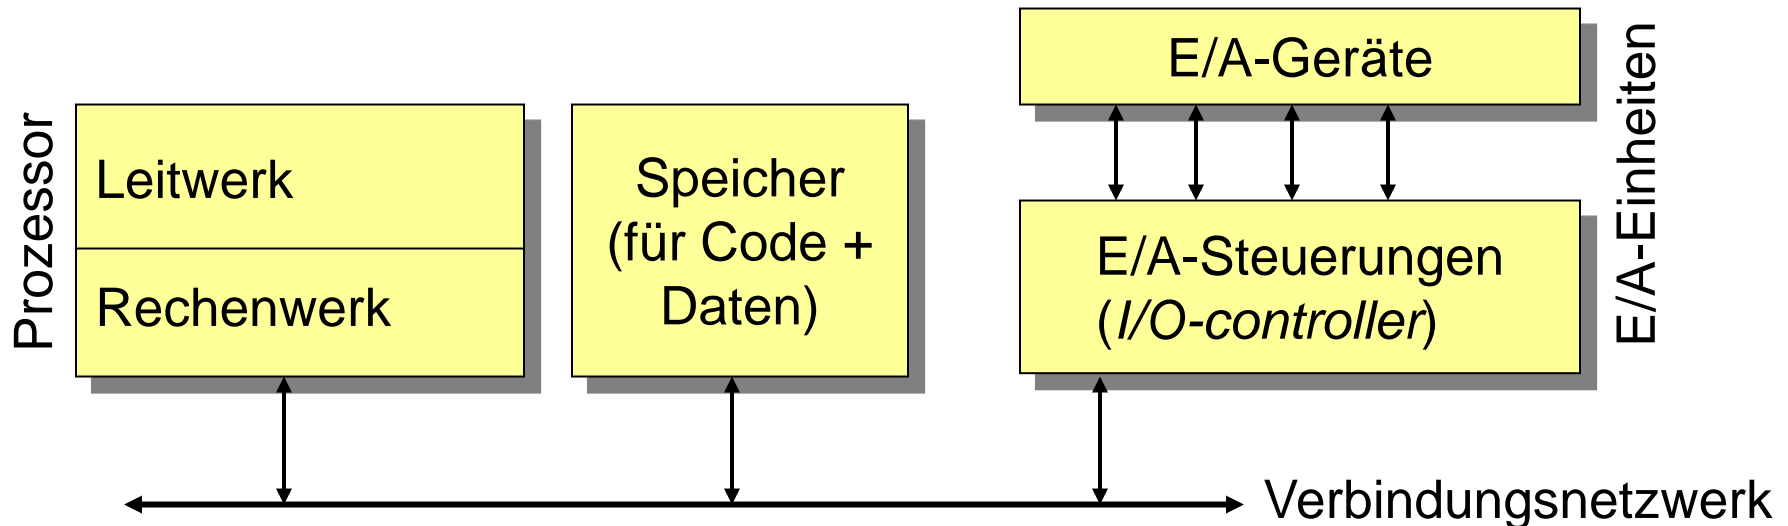 Prozessor
Leitwerk
Rechenwerk
Speicher
(für Code +
Daten)
E/A-Geräte
E/A-Steuerungen
(I/O-controller)
E/A-Einheiten
Verbindungsnetzwerk